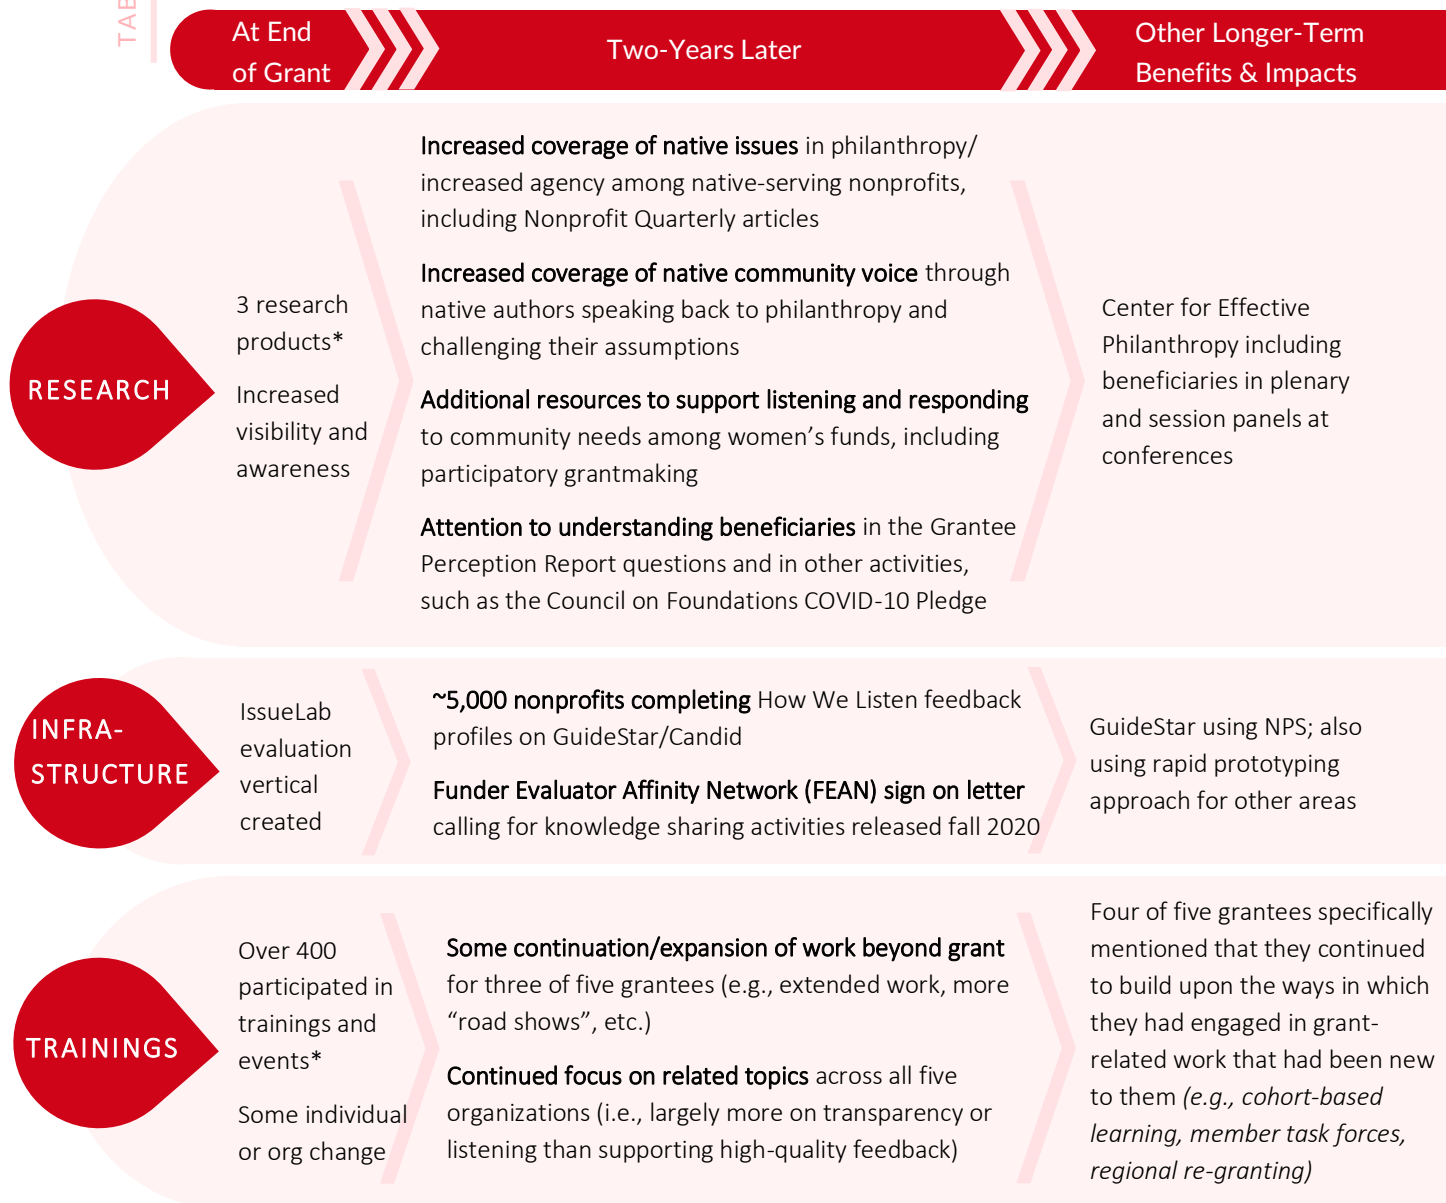 TAB
At End
of Grant
Two-Years Later
Other Longer-Term
Benefits & Impacts
RESEARCH
3 research
products*
Increased
visibility and
awareness
Increased coverage of native issues in philanthropy/
increased agency among native-serving nonprofits,
including Nonprofit Quarterly articles
Increased coverage of native community voice through
native authors speaking back to philanthropy and
challenging their assumptions
Additional resources to support listening and responding
to community needs among women’s funds, including
participatory grantmaking
Attention to understanding beneficiaries in the Grantee
Perception Report questions and in other activities,
such as the Council on Foundations COVID-10 Pledge
Center for Effective
Philanthropy including
beneficiaries in plenary
and session panels at
conferences
INFRA-
STRUCTURE
IssueLab
evaluation
vertical
created
~5,000 nonprofits completing How We Listen feedback
profiles on GuideStar/Candid
Funder Evaluator Affinity Network (FEAN) sign on letter
calling for knowledge sharing activities released fall 2020
GuideStar using NPS; also
using rapid prototyping
approach for other areas
TRAININGS
Over 400
participated in
trainings and
events*
Some individual
or org change
Some continuation/expansion of work beyond grant
for three of five grantees (e.g., extended work, more
“road shows”, etc.)
Continued focus on related topics across all five
organizations (i.e., largely more on transparency or
listening than supporting high-quality feedback)
Four of five grantees specifically
mentioned that they continued
to build upon the ways in which
they had engaged in grant-
related work that had been new
to them (e.g., cohort-based
learning, member task forces,
regional re-granting)